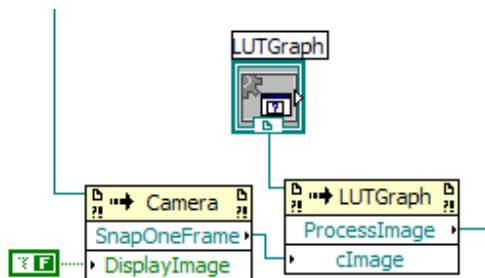 LUTGraph
Camera
SnapOneFrame
F
DisplayImage
LUTGraph
ProcessImage
cImage